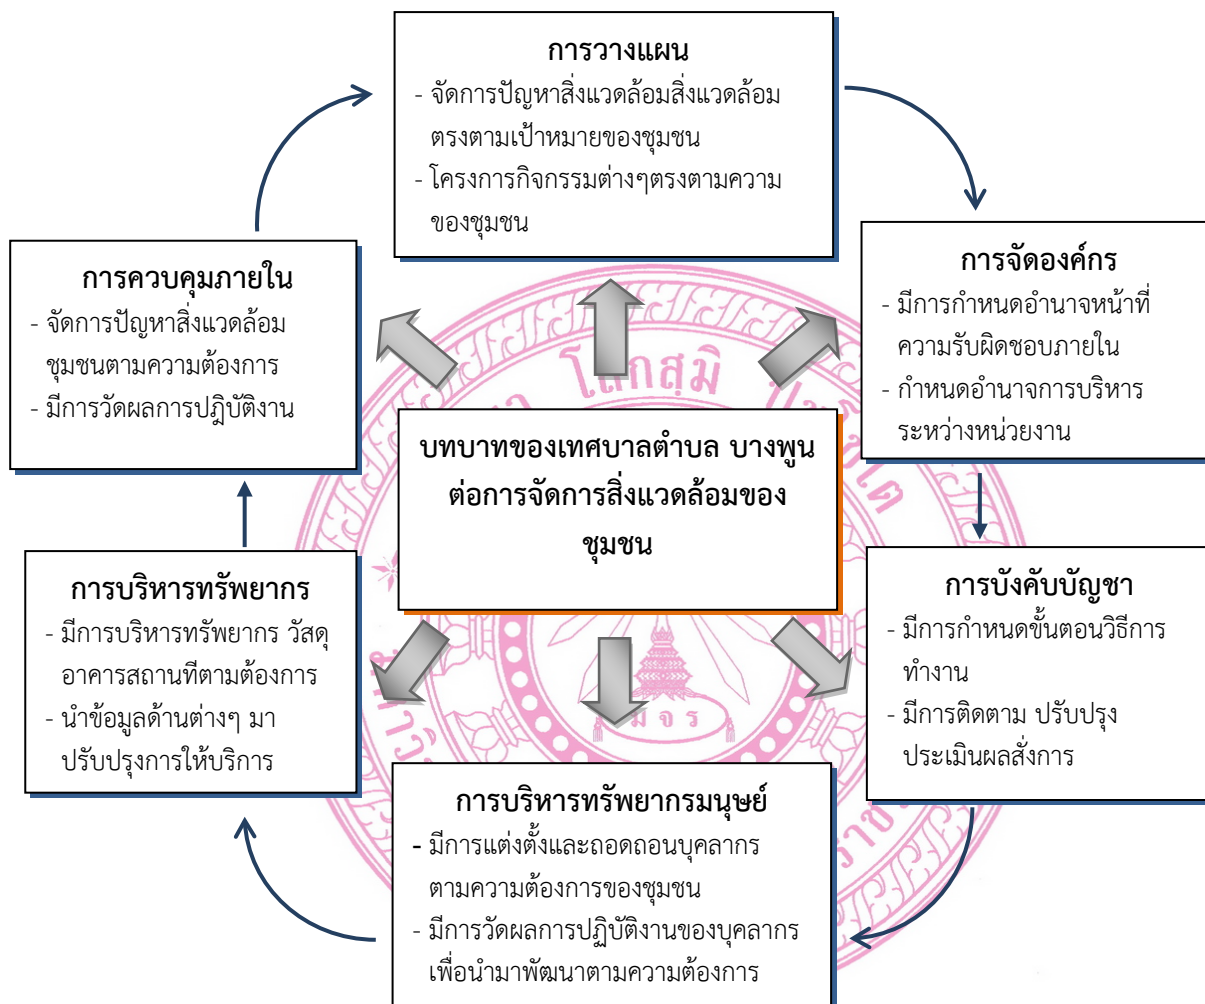 การวางแผน
- จัดการปัญหาสิ่งแวดล้อมสิ่งแวดล้อม
ตรงตามเป้าหมายของชุมชน
- โครงการกิจกรรมต่างๆตรงตามความ
ของชุมชน
การจัดองค์กร
- มีการกำหนดอำนาจหน้าที่
ความรับผิดชอบภายใน
- กำหนดอำนาจการบริหาร
ระหว่างหน่วยงาน
การบังคับบัญชา
- มีการกำหนดขั้นตอนวิธีการ
ทำงาน
- มีการติดตาม ปรับปรุง
ประเมินผลสั่งการ
การบริหารทรัพยากรมนุษย์
- มีการแต่งตั้งและถอดถอนบุคลากร
ตามความต้องการของชุมชน
- มีการวัดผลการปฏิบัติงานของบุคลากร
เพื่อนำมาพัฒนาตามความต้องการ
การบริหารทรัพยากร
- มีการบริหารทรัพยากร วัสดุ
อาคารสถานที่ตามต้องการ
- นำข้อมูลด้านต่างๆ มา
ปรับปรุงการให้บริการ
การควบคุมภายใน
- จัดการปัญหาสิ่งแวดล้อม
ชุมชนตามความต้องการ
- มีการวัดผลการปฎิบัติงาน
บทบาทของเทศบาลตำบล บางพูน
ต่อการจัดการสิ่งแวดล้อมของ
ชุมชน
โลกสฺมิ
ม จ ร